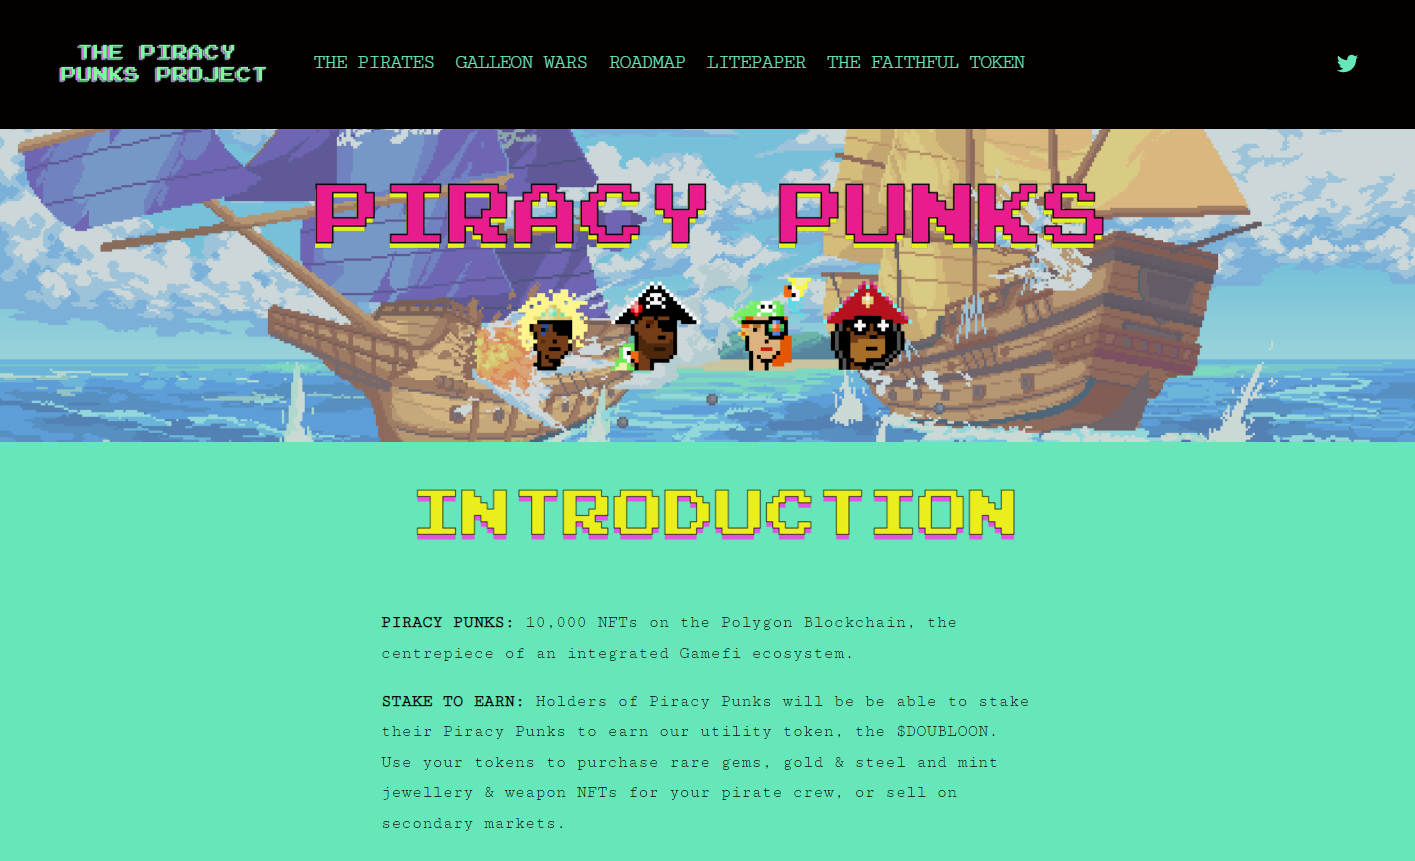 THE PIRACY
PUNKS PROJECT
THE PIRATES GALLEON WARS ROADMAP LITEPAPER THE FAITHFUL TOKEN
PIRACY PUNKS
INTRODUCTION
PIRACY PUNKS: 10,000 NFTs on the Polygon Blockchain, the
centrepiece of an integrated Gamefi ecosystem.
STAKE TO EARN: Holders of Piracy Punks will be be able to stake
their Piracy Punks to earn our utility token, the $DOUBLOON.
Use your tokens to purchase rare gems, gold & steel and mint
jewellery & weapon NFTs for your pirate crew, or sell on
secondary markets.